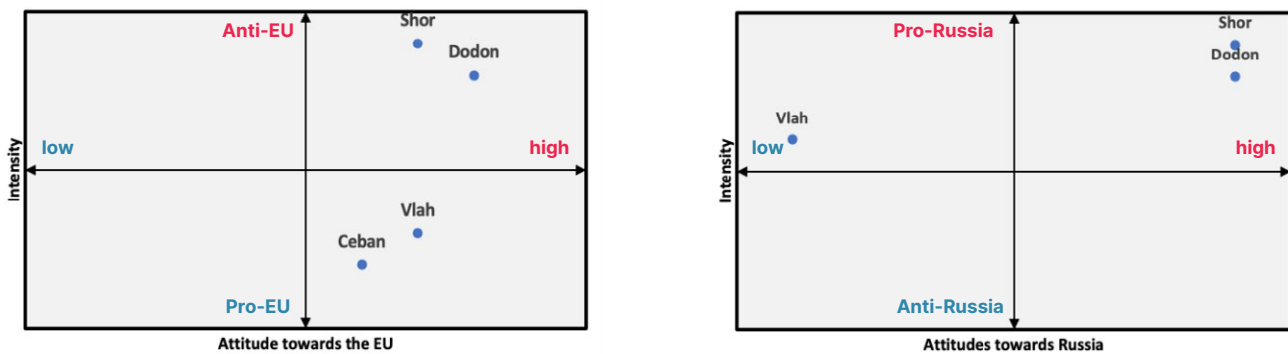 Anti-EU
Shor
Dodon
low
high
Intensity
Vlah
Ceban
Pro-EU
Attitude towards the EU
Pro-Russia
Shor
Dodon
Vlah
low
high
Intensity
Anti-Russia
Attitudes towards Russia